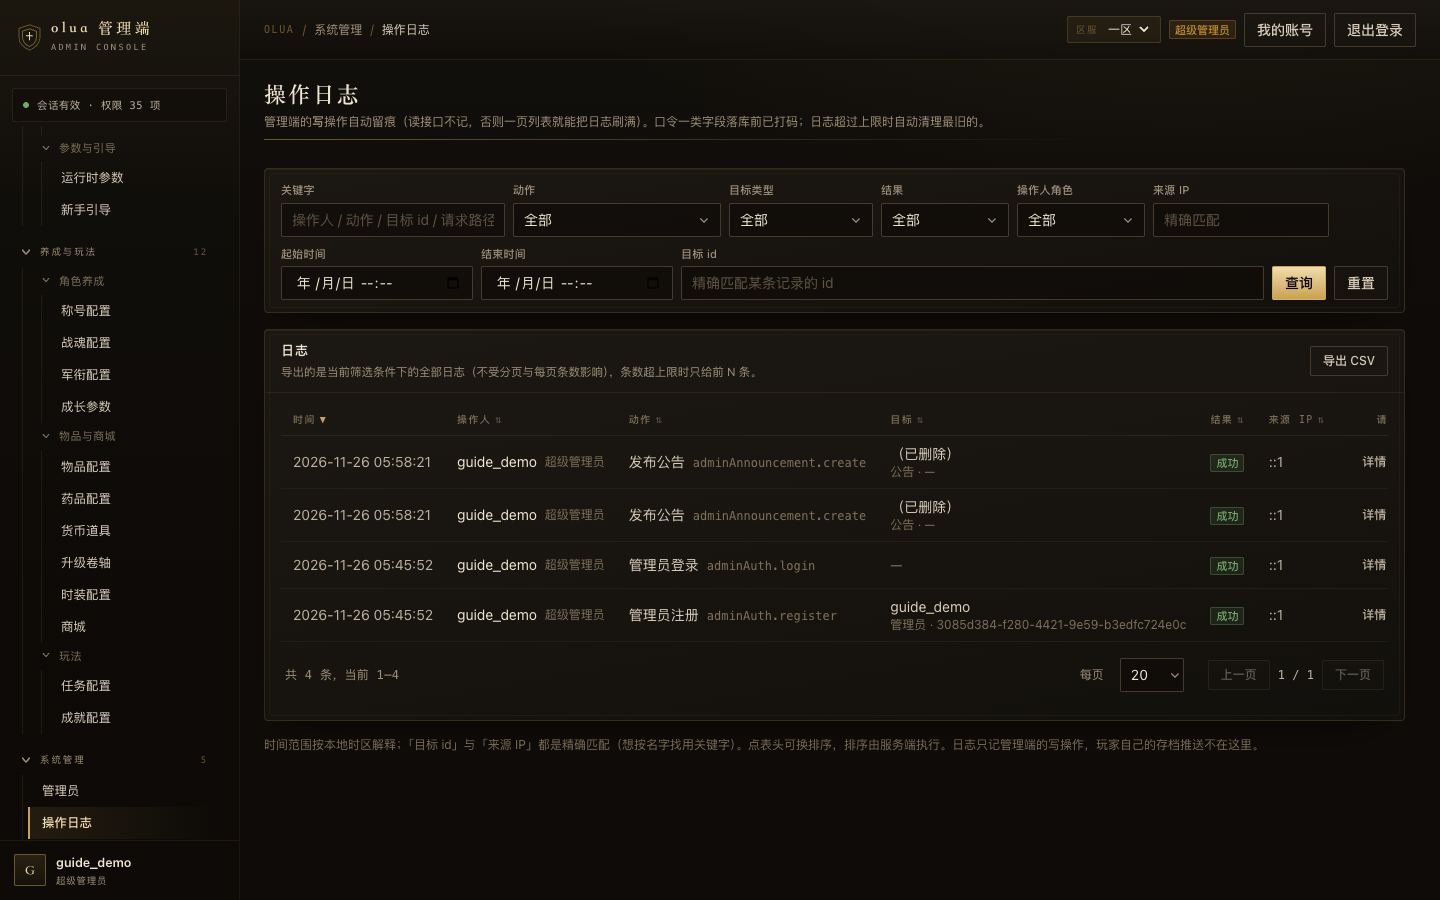 olua 管理端
ADMIN CONSOLE
会话有效 · 权限 35 项
参数与引导
运行时参数
新手引导
养成与玩法 12
角色养成
称号配置
战魂配置
军衔配置
成长参数
物品与商城
物品配置
药品配置
货币道具
升级卷轴
时装配置
商城
玩法
任务配置
成就配置
系统管理 5
管理员
操作日志
G guide_demo
超级管理员
OLUA / 系统管理 / 操作日志
区服 一区 超级管理员 我的账号 退出登录
操作日志
管理端的写操作自动留痕（读接口不记，否则一页列表就能把日志刷满）。口令一类字段落库前已打码；日志超过上限时自动清理最旧的。
关键字 动作 目标类型 结果 操作人角色 来源 IP
操作人 / 动作 / 目标 id / 请求路径 全部 全部 全部 全部 精确匹配
起始时间 结束时间 目标 id
年 /月/日 --:-- 年 /月/日 --:-- 精确匹配某条记录的 id 查询 重置
日志
导出的是当前筛选条件下的全部日志（不受分页与每页条数影响），条数超上限时只给前 N 条。
导出 CSV
时间 ▼ 操作人 ⇅ 动作 ⇅ 目标 ⇅ 结果 ⇅ 来源 IP ⇅ 请
2026-11-26 05:58:21 guide_demo 超级管理员 发布公告 adminAnnouncement.create （已删除） 成功 ::1 详情
公告 · —
2026-11-26 05:58:21 guide_demo 超级管理员 发布公告 adminAnnouncement.create （已删除） 成功 ::1 详情
公告 · —
2026-11-26 05:45:52 guide_demo 超级管理员 管理员登录 adminAuth.login — 成功 ::1 详情
2026-11-26 05:45:52 guide_demo 超级管理员 管理员注册 adminAuth.register guide_demo 成功 ::1 详情
管理员 · 3085d384-f280-4421-9e59-b3edfc724e0c
共 4 条，当前 1–4 每页 20 上一页 1 / 1 下一页
时间范围按本地时区解释；「目标 id」与「来源 IP」都是精确匹配（想按名字找用关键字）。点表头可换排序，排序由服务端执行。日志只记管理端的写操作，玩家自己的存档推送不在这里。